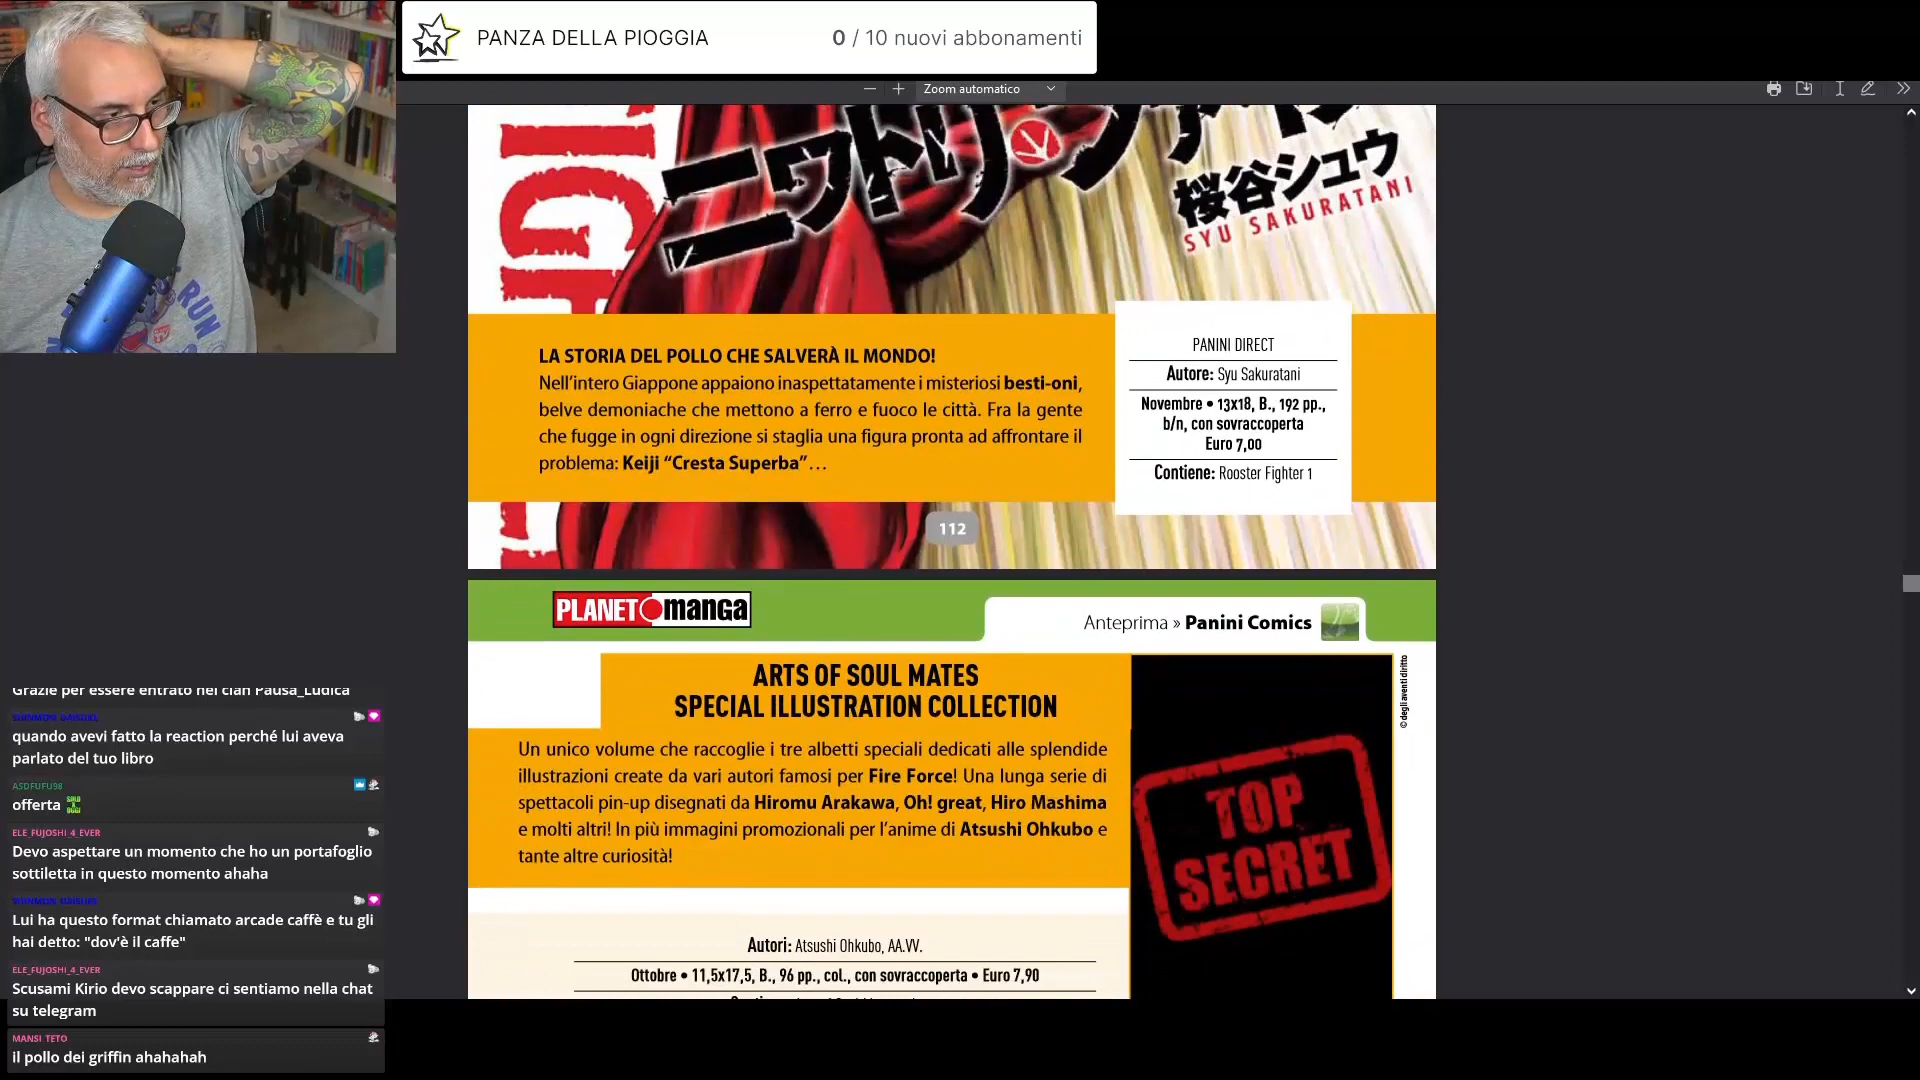 PANZA DELLA PIOGGIA
0 / 10 nuovi abbonamenti
Zoom automatico
ニワトリ
桜谷シュウ
SYU SAKURATANI
LA STORIA DEL POLLO CHE SALVERÀ IL MONDO!
Nell'intero Giappone appaiono inaspettatamente i misteriosi besti-oni,
belve demoniache che mettono a ferro e fuoco le città. Fra la gente
che fugge in ogni direzione si staglia una figura pronta ad affrontare il
problema: Keiji “Cresta Superba”…
PANINI DIRECT
Autore: Syu Sakuratani
Novembre • 13x18, B., 192 pp.,
b/n, con sovraccoperta
Euro 7,00
Contiene: Rooster Fighter 1
112
PLANET manga
Anteprima » Panini Comics
ARTS OF SOUL MATES
SPECIAL ILLUSTRATION COLLECTION
Un unico volume che raccoglie i tre albetti speciali dedicati alle splendide
illustrazioni create da vari autori famosi per Fire Force! Una lunga serie di
spettacoli pin-up disegnati da Hiromu Arakawa, Oh! great, Hiro Mashima
e molti altri! In più immagini promozionali per l'anime di Atsushi Ohkubo e
tante altre curiosità!
© degli aventi diritto
TOP
SECRET
Autori: Atsushi Ohkubo, AA.VV.
Ottobre • 11,5x17,5, B., 96 pp., col., con sovraccoperta • Euro 7,90
RUN
Grazie per essere entrato nel clan Pausa_Ludica
quando avevi fatto la reaction perché lui aveva
parlato del tuo libro
ASDFUFU98
offerta
ELE_FUJOSHI_4_EVER
Devo aspettare un momento che ho un portafoglio
sottiletta in questo momento ahaha
Lui ha questo format chiamato arcade caffè e tu gli
hai detto: "dov'è il caffe"
ELE_FUJOSHI_4_EVER
Scusami Kirio devo scappare ci sentiamo nella chat
su telegram
MANSI_TETO
il pollo dei griffin ahahahah